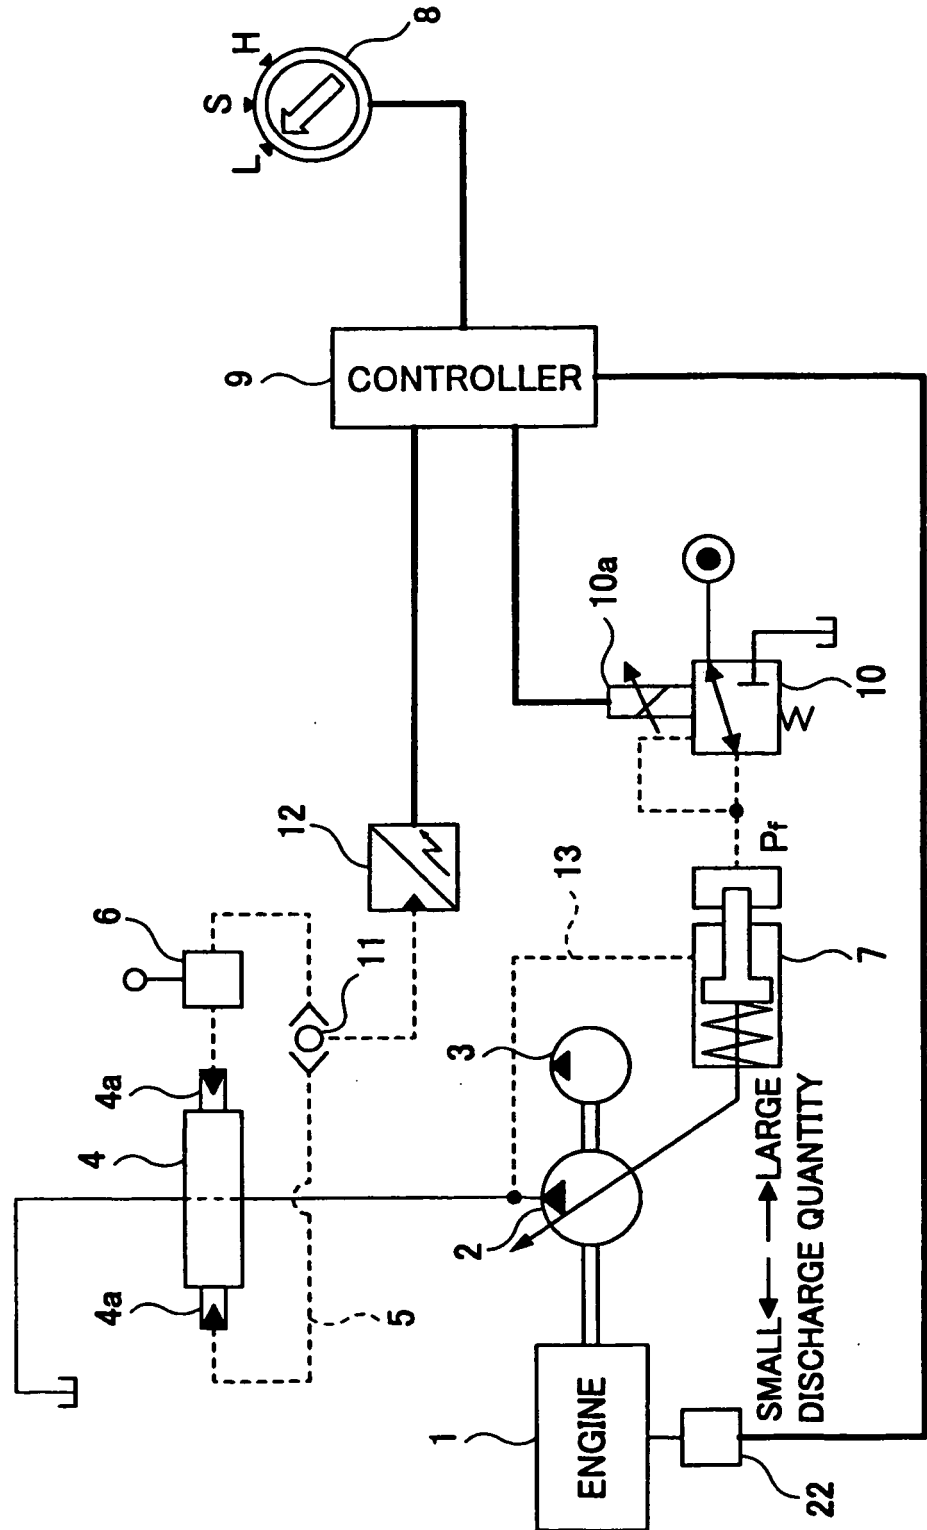 H
S
L
8
9
CONTROLLER
10a
10
12
Pf
13
6
11
7
3
4a
4
2
4a
5
SMALL LARGE
DISCHARGE QUANTITY
1
ENGINE
22